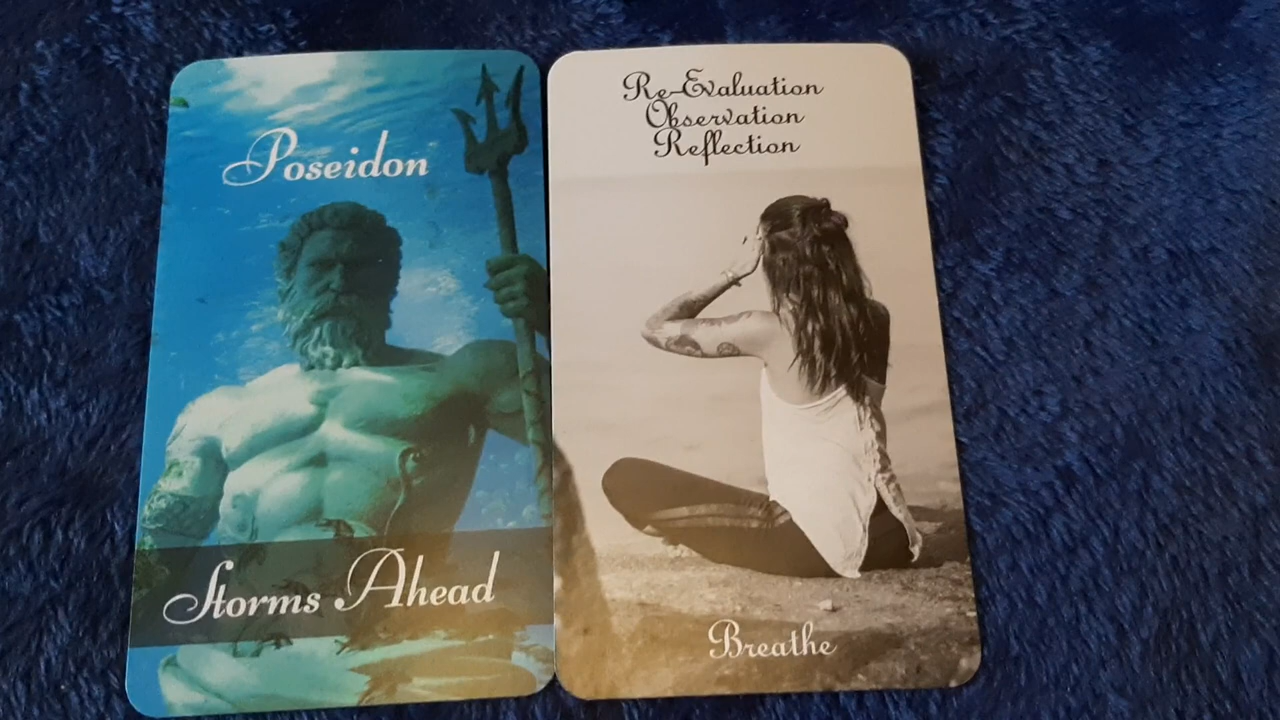 Poseidon
Storms Ahead
Re-Evaluation
Observation
Reflection
Breathe